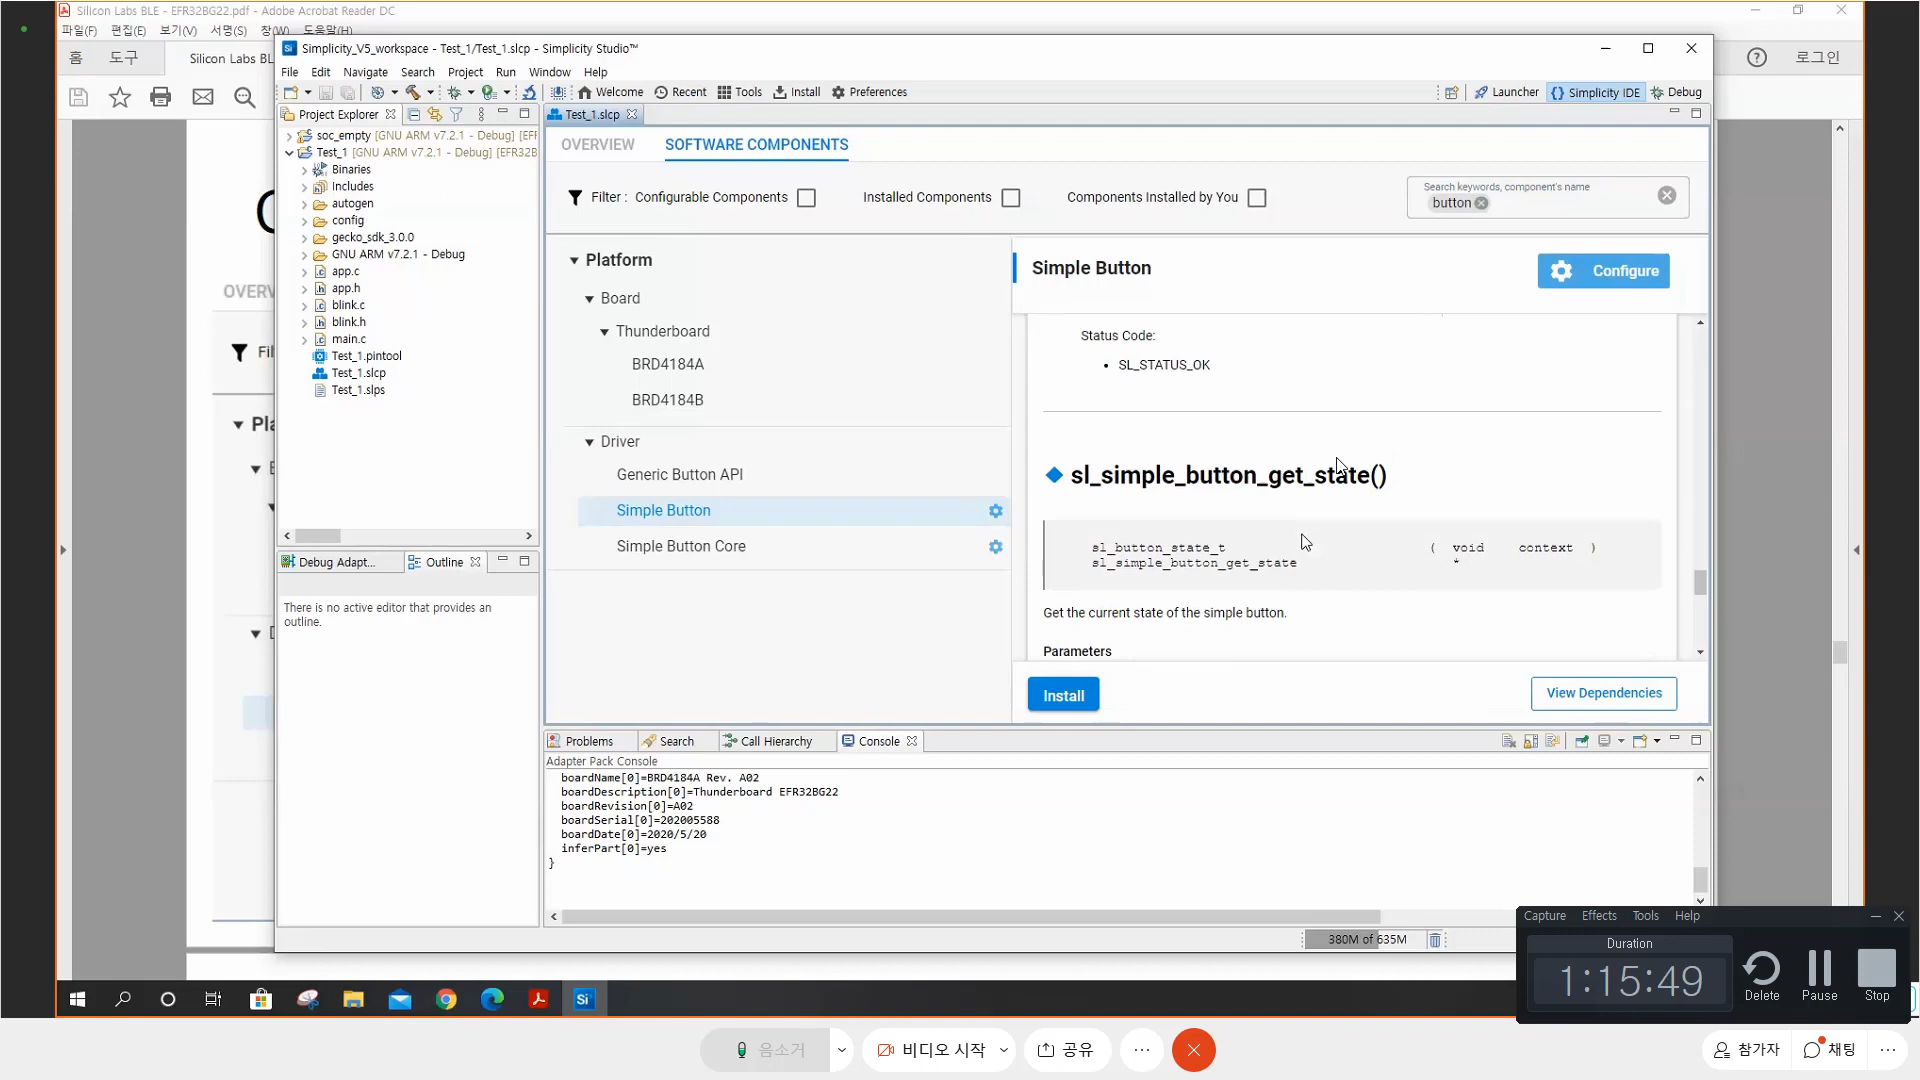 Silicon Labs BLE - EFR32BG22.pdf - Adobe Acrobat Reader DC
파일(F) 편집(E) 보기(V) 서명(S) 창(W) 도움말(H)
홈 도구 Silicon Labs BL
로그인
Simplicity_V5_workspace - Test_1/Test_1.slcp - Simplicity Studio™
File Edit Navigate Search Project Run Window Help
Welcome Recent Tools Install Preferences
Launcher Simplicity IDE Debug
Project Explorer
soc_empty [GNU ARM v7.2.1 - Debug] [EFF
Test_1 [GNU ARM v7.2.1 - Debug] [EFR32B
Binaries
Includes
autogen
config
gecko_sdk_3.0.0
GNU ARM v7.2.1 - Debug
app.c
app.h
blink.c
blink.h
main.c
Test_1.pintool
Test_1.slcp
Test_1.slps
Debug Adapt...
Outline
There is no active editor that provides an
outline.
OVERV
Fil
Pla
Test_1.slcp
OVERVIEW SOFTWARE COMPONENTS
Filter : Configurable Components Installed Components Components Installed by You
Search keywords, component's name
button
Platform
Board
Thunderboard
BRD4184A
BRD4184B
Driver
Generic Button API
Simple Button
Simple Button Core
Simple Button
Configure
Status Code:
• SL_STATUS_OK
sl_simple_button_get_state()
sl_button_state_t ( void context )
sl_simple_button_get_state *
Get the current state of the simple button.
Parameters
Install
View Dependencies
Problems Search Call Hierarchy Console
Adapter Pack Console
boardName[0]=BRD4184A Rev. A02
boardDescription[0]=Thunderboard EFR32BG22
boardRevision[0]=A02
boardSerial[0]=202005588
boardDate[0]=2020/5/20
inferPart[0]=yes
}
380M of 635M
Capture Effects Tools Help
Duration
1:15:49
Delete Pause Stop
Si
음소거
비디오 시작
공유
참가자
채팅